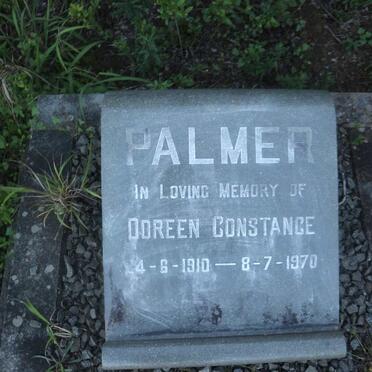 PALMER
IN LOVING MEMORY OF
DOREEN CONSTANCE
4-6-1910 — 8-7-1970